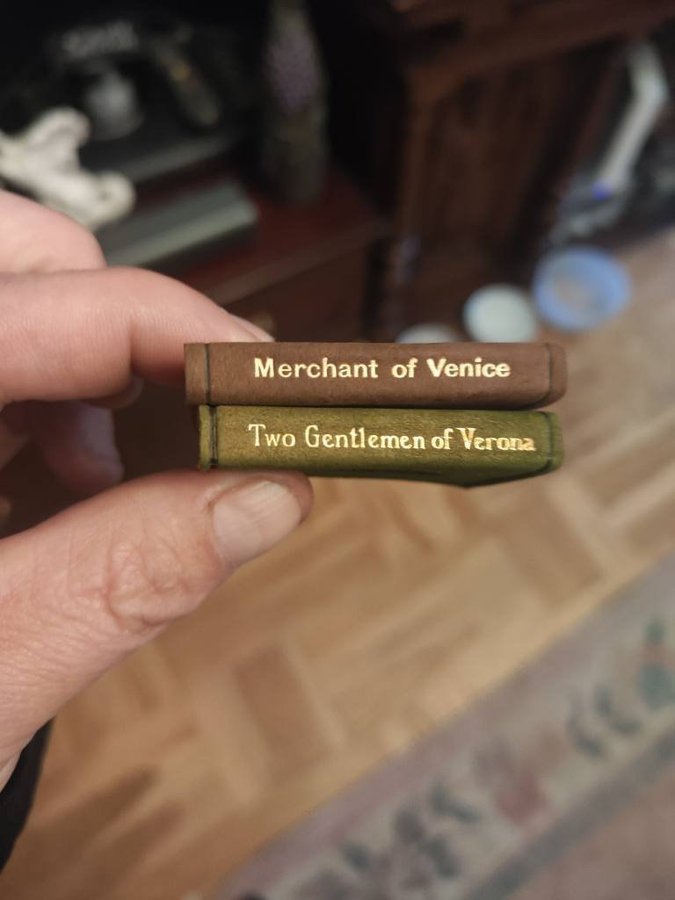 Merchant of Venice
Two Gentlemen of Verona